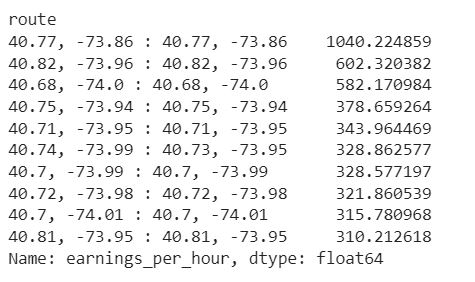 route
40.77, -73.86 : 40.77, -73.86    1040.224859
40.82, -73.96 : 40.82, -73.96     602.320382
40.68, -74.0 : 40.68, -74.0       582.170984
40.75, -73.94 : 40.75, -73.94     378.659264
40.71, -73.95 : 40.71, -73.95     343.964469
40.74, -73.99 : 40.73, -73.95     328.862577
40.7, -73.99 : 40.7, -73.99       328.577197
40.72, -73.98 : 40.72, -73.98     321.860539
40.7, -74.01 : 40.7, -74.01       315.780968
40.81, -73.95 : 40.81, -73.95     310.212618
Name: earnings_per_hour, dtype: float64